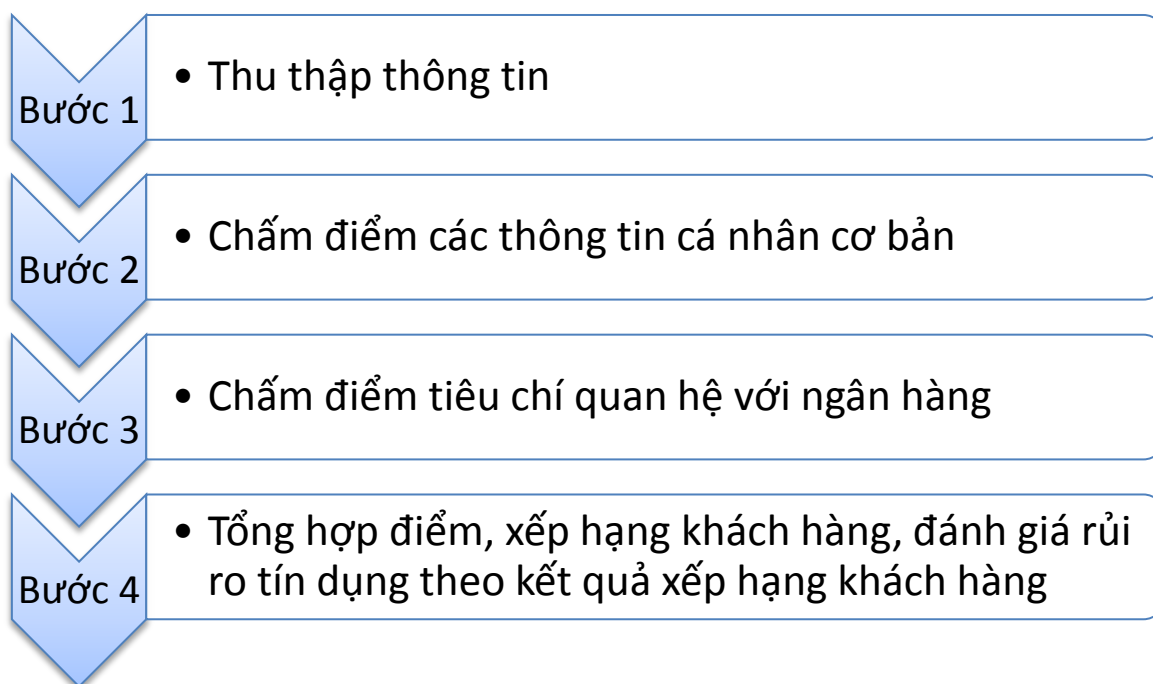 Bước 1
• Thu thập thông tin
Bước 2
• Chấm điểm các thông tin cá nhân cơ bản
Bước 3
• Chấm điểm tiêu chí quan hệ với ngân hàng
Bước 4
• Tổng hợp điểm, xếp hạng khách hàng, đánh giá rủi
ro tín dụng theo kết quả xếp hạng khách hàng